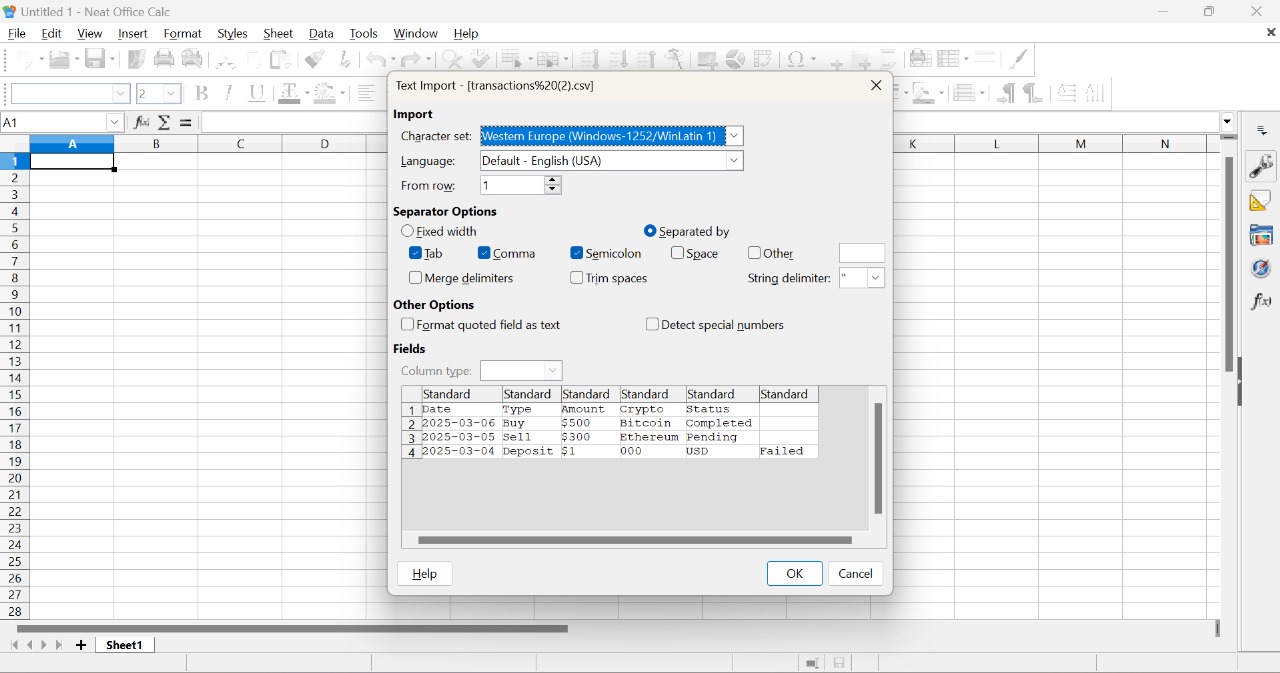 Untitled 1 - Neat Office Calc
File Edit View Insert Format Styles Sheet Data Tools Window Help
2
A1
A B C D K L M N
1
2
3
4
5
6
7
8
9
10
11
12
13
14
15
16
17
18
19
20
21
22
23
24
25
26
27
28
Text Import - [transactions%20(2).csv]
Import
Character set: Western Europe (Windows-1252/WinLatin 1)
Language: Default - English (USA)
From row: 1
Separator Options
Fixed width Separated by
Tab Comma Semicolon Space Other
Merge delimiters Trim spaces String delimiter: "
Other Options
Format quoted field as text Detect special numbers
Fields
Column type:
Standard Standard Standard Standard Standard Standard
1 Date Type Amount Crypto Status
2 2025-03-06 Buy $500 Bitcoin Completed
3 2025-03-05 Sell $300 Ethereum Pending
4 2025-03-04 Deposit $1 000 USD Failed
Help OK Cancel
Sheet1